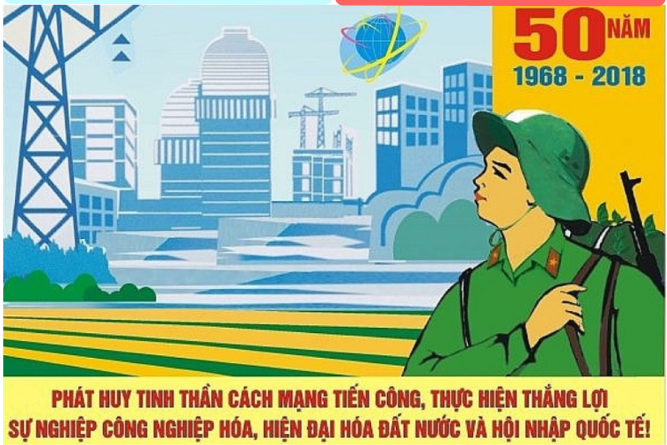 50 NĂM
1968 - 2018
PHÁT HUY TINH THẦN CÁCH MẠNG TIẾN CÔNG, THỰC HIỆN THẮNG LỢI
SỰ NGHIỆP CÔNG NGHIỆP HÓA, HIỆN ĐẠI HÓA ĐẤT NƯỚC VÀ HỘI NHẬP QUỐC TẾ!